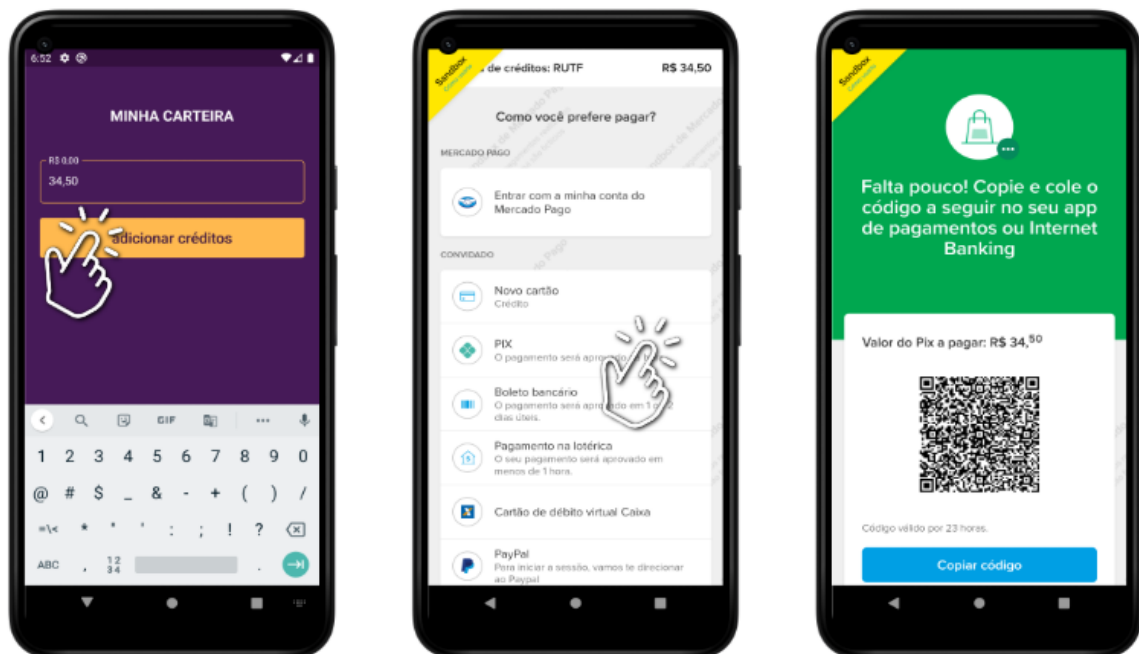 6:52
MINHA CARTEIRA
R$ 0,00
34,50
adicionar créditos
GIF
1 2 3 4 5 6 7 8 9 0
@ # $ _ & - + ( ) /
=\< * " ' : ; ! ?
ABC , 12 34 .
Sandbox
de créditos: RUTF R$ 34,50
Como você prefere pagar?
MERCADO PAGO
Entrar com a minha conta do
Mercado Pago
CONVIDADO
Novo cartão
Crédito
PIX
O pagamento será
Boleto bancário
O pagamento será aprovado em 1
dias úteis.
Pagamento na lotérica
O seu pagamento será aprovado em
menos de 1 hora.
Cartão de débito virtual Caixa
PayPal
Para iniciar a sessão, vamos te direcionar
ao Paypal
Sandbox
Falta pouco! Copie e cole o
código a seguir no seu app
de pagamentos ou Internet
Banking
Valor do Pix a pagar: R$ 34,50
Código válido por 23 horas.
Copiar código